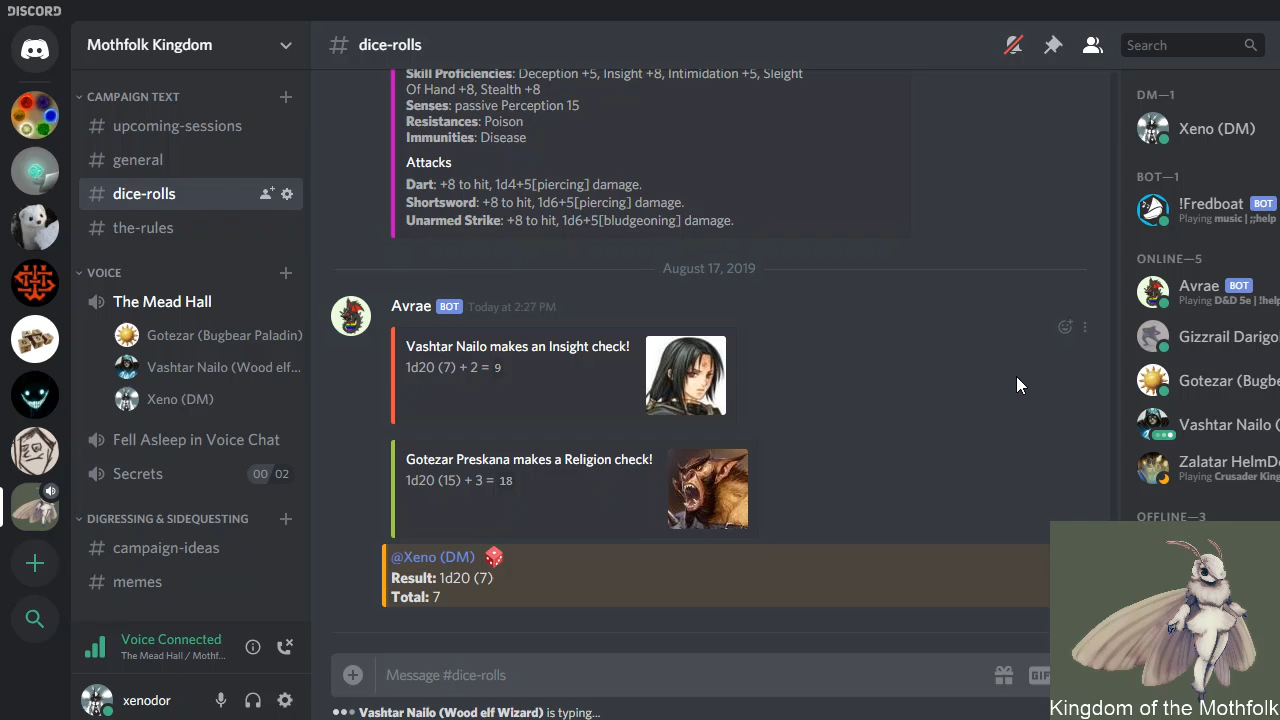 DISCORD
Mothfolk Kingdom
CAMPAIGN TEXT
# upcoming-sessions
# general
# dice-rolls
# the-rules
VOICE
The Mead Hall
Gotezar (Bugbear Paladin)
Vashtar Nailo (Wood elf...
Xeno (DM)
Fell Asleep in Voice Chat
Secrets 00 02
DIGRESSING & SIDEQUESTING
# campaign-ideas
# memes
Voice Connected
The Mead Hall / Mothf...
xenodor
# dice-rolls
Search
Skill Proficiencies: Deception +5, Insight +8, Intimidation +5, Sleight
Of Hand +8, Stealth +8
Senses: passive Perception 15
Resistances: Poison
Immunities: Disease
Attacks
Dart: +8 to hit, 1d4+5[piercing] damage.
Shortsword: +8 to hit, 1d6+5[piercing] damage.
Unarmed Strike: +8 to hit, 1d6+5[bludgeoning] damage.
August 17, 2019
Avrae BOT Today at 2:27 PM
Vashtar Nailo makes an Insight check!
1d20 (7) + 2 = 9
Gotezar Preskana makes a Religion check!
1d20 (15) + 3 = 18
@Xeno (DM)
Result: 1d20 (7)
Total: 7
Message #dice-rolls
GIF
Vashtar Nailo (Wood elf Wizard) is typing...
DM—1
Xeno (DM)
BOT—1
!Fredboat BOT
Playing music | ;;help
ONLINE—5
Avrae BOT
Playing D&D 5e | !help
Gizzrail Darigo
Gotezar (Bugbe
Vashtar Nailo (
Zalatar HelmDe
Playing Crusader King
OFFLINE—3
Kingdom of the Mothfolk